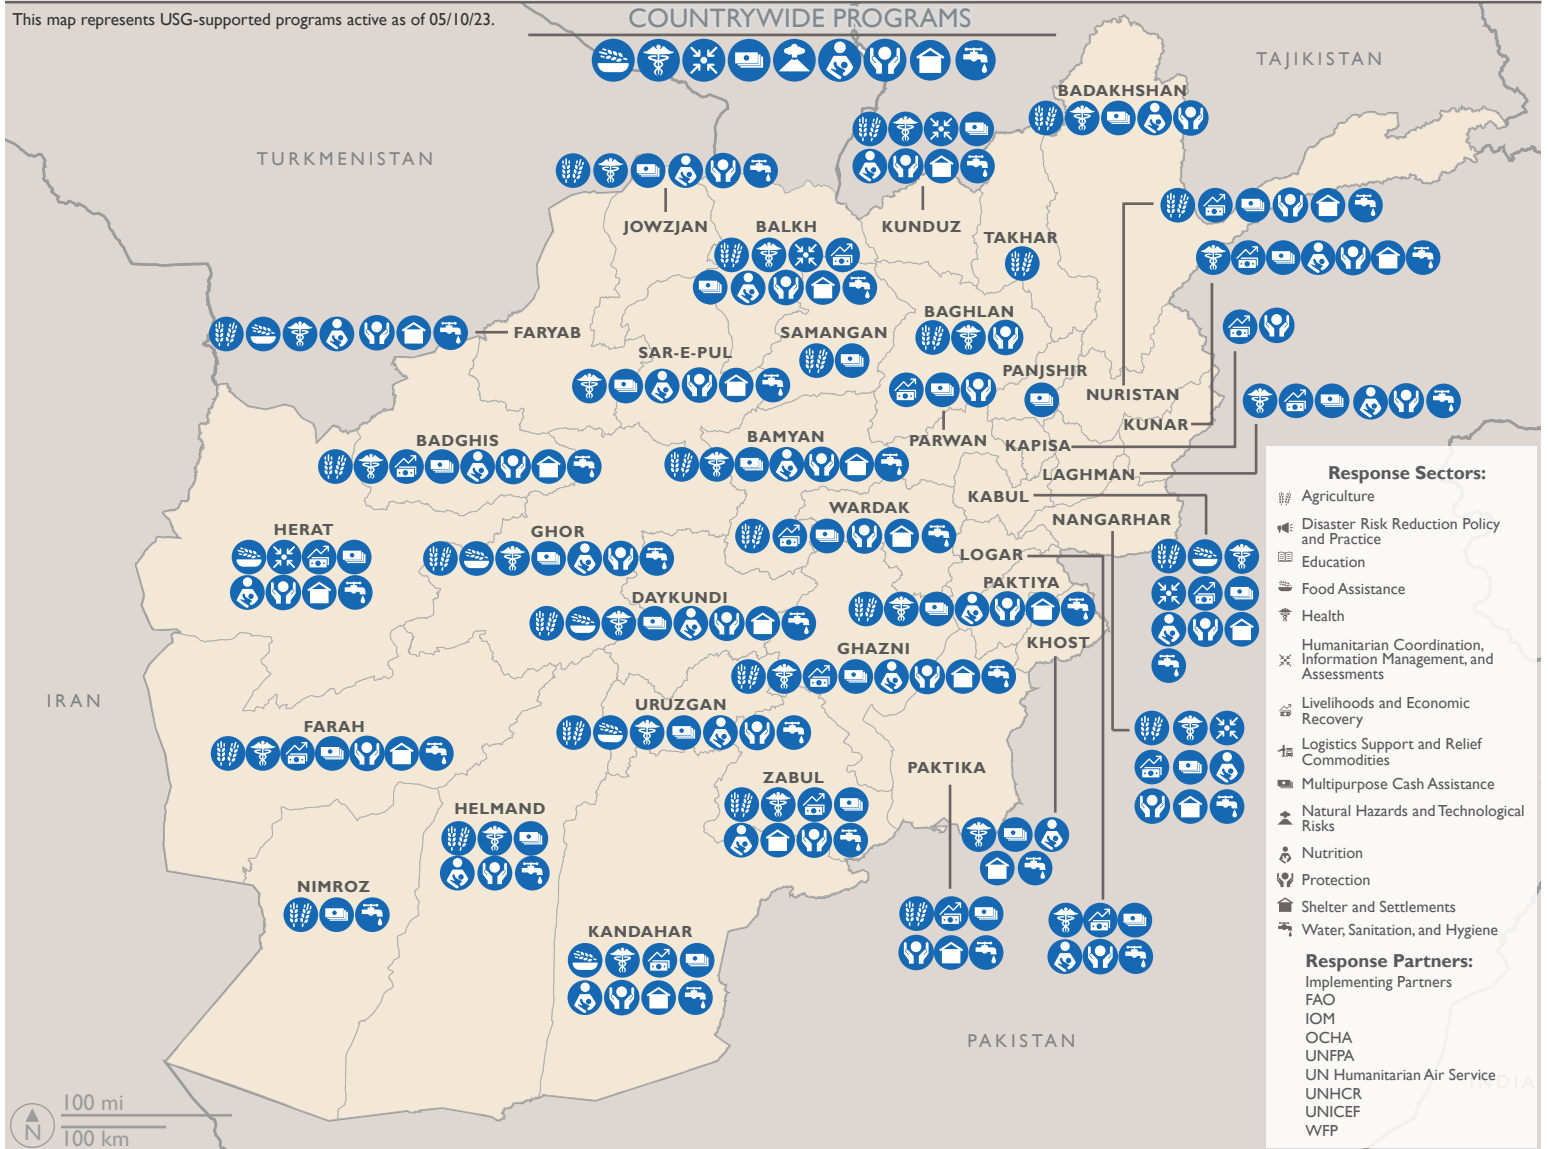 This map represents USG-supported programs active as of 05/10/23.
COUNTRYWIDE PROGRAMS
TAJIKISTAN
BADAKHSHAN
TURKMENISTAN
JOWZJAN
BALKH
KUNDUZ
TAKHAR
BAGHLAN
FARYAB
SAMANGAN
SAR-E-PUL
PANJSHIR
NURISTAN
KUNAR
BADGHIS
BAMYAN
PARWAN
KAPISA
LAGHMAN
KABUL
WARDAK
NANGARHAR
HERAT
GHOR
LOGAR
PAKTIYA
DAYKUNDI
KHOST
GHAZNI
IRAN
URUZGAN
FARAH
PAKTIKA
ZABUL
HELMAND
NIMROZ
KANDAHAR
PAKISTAN
INDIA
100 mi
100 km
N
Response Sectors:
Agriculture
Disaster Risk Reduction Policy
and Practice
Education
Food Assistance
Health
Humanitarian Coordination,
Information Management, and
Assessments
Livelihoods and Economic
Recovery
Logistics Support and Relief
Commodities
Multipurpose Cash Assistance
Natural Hazards and Technological
Risks
Nutrition
Protection
Shelter and Settlements
Water, Sanitation, and Hygiene
Response Partners:
Implementing Partners
FAO
IOM
OCHA
UNFPA
UN Humanitarian Air Service
UNHCR
UNICEF
WFP